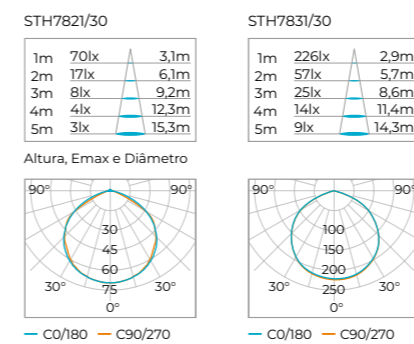 STH7821/30
1m 70lx 3,1m
2m 17lx 6,1m
3m 8lx 9,2m
4m 4lx 12,3m
5m 3lx 15,3m
Altura, Emax e Diâmetro
90° 90°
30
45
60
30° 75 30°
0°
C0/180 C90/270
STH7831/30
1m 226lx 2,9m
2m 57lx 5,7m
3m 25lx 8,6m
4m 14lx 11,4m
5m 9lx 14,3m
90° 90°
100
150
200
30° 250 30°
0°
C0/180 C90/270